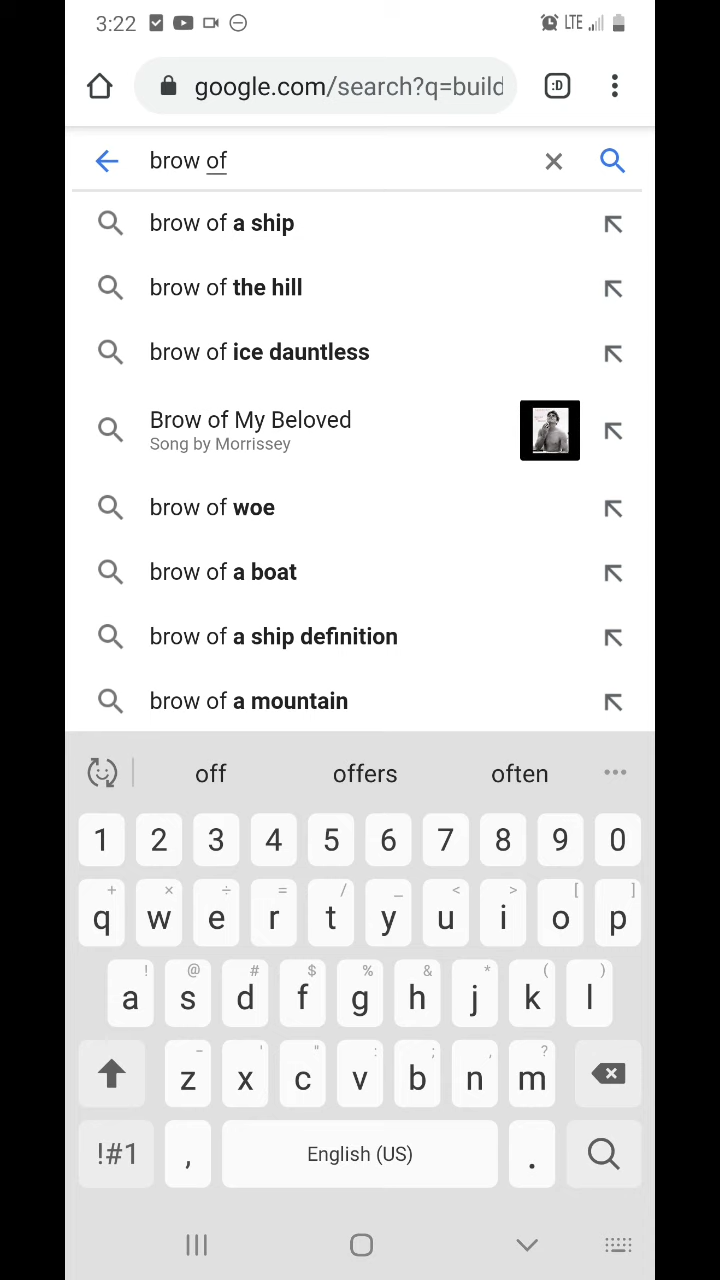 3:22 LTE
google.com/search?q=build :D
brow of
brow of a ship
brow of the hill
brow of ice dauntless
Brow of My Beloved
Song by Morrissey
brow of woe
brow of a boat
brow of a ship definition
brow of a mountain
off offers often
1 2 3 4 5 6 7 8 9 0
+ × ÷ = / _ < > [ ]
q w e r t y u i o p
! @ # $ % & * ( )
a s d f g h j k l
- ' " : ; , ?
z x c v b n m
!#1 , English (US) .